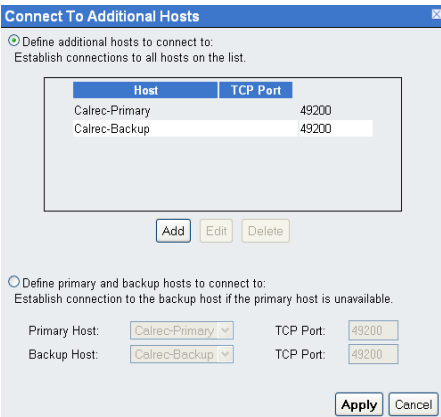 Connect To Additional Hosts
Define additional hosts to connect to:
Establish connections to all hosts on the list.
Host TCP Port
Calrec-Primary 49200
Calrec-Backup 49200
Add Edit Delete
Define primary and backup hosts to connect to:
Establish connection to the backup host if the primary host is unavailable.
Primary Host: Calrec-Primary TCP Port: 49200
Backup Host: Calrec-Backup TCP Port: 49200
Apply Cancel